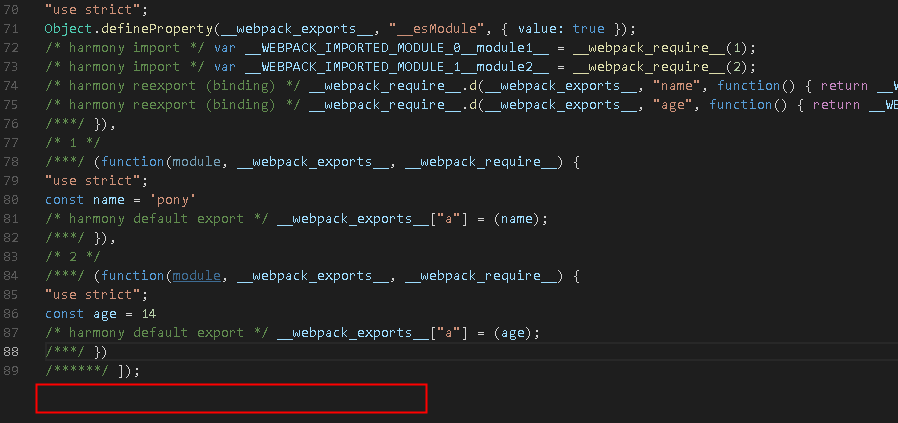 70 "use strict";
71 Object.defineProperty(__webpack_exports__, "__esModule", { value: true });
72 /* harmony import */ var __WEBPACK_IMPORTED_MODULE_0__module1__ = __webpack_require__(1);
73 /* harmony import */ var __WEBPACK_IMPORTED_MODULE_1__module2__ = __webpack_require__(2);
74 /* harmony reexport (binding) */ __webpack_require__.d(__webpack_exports__, "name", function() { return __W
75 /* harmony reexport (binding) */ __webpack_require__.d(__webpack_exports__, "age", function() { return __WE
76 /***/ }),
77 /* 1 */
78 /***/ (function(module, __webpack_exports__, __webpack_require__) {
79 "use strict";
80 const name = 'pony'
81 /* harmony default export */ __webpack_exports__["a"] = (name);
82 /***/ }),
83 /* 2 */
84 /***/ (function(module, __webpack_exports__, __webpack_require__) {
85 "use strict";
86 const age = 14
87 /* harmony default export */ __webpack_exports__["a"] = (age);
88 /***/ })
89 /******/ ]);